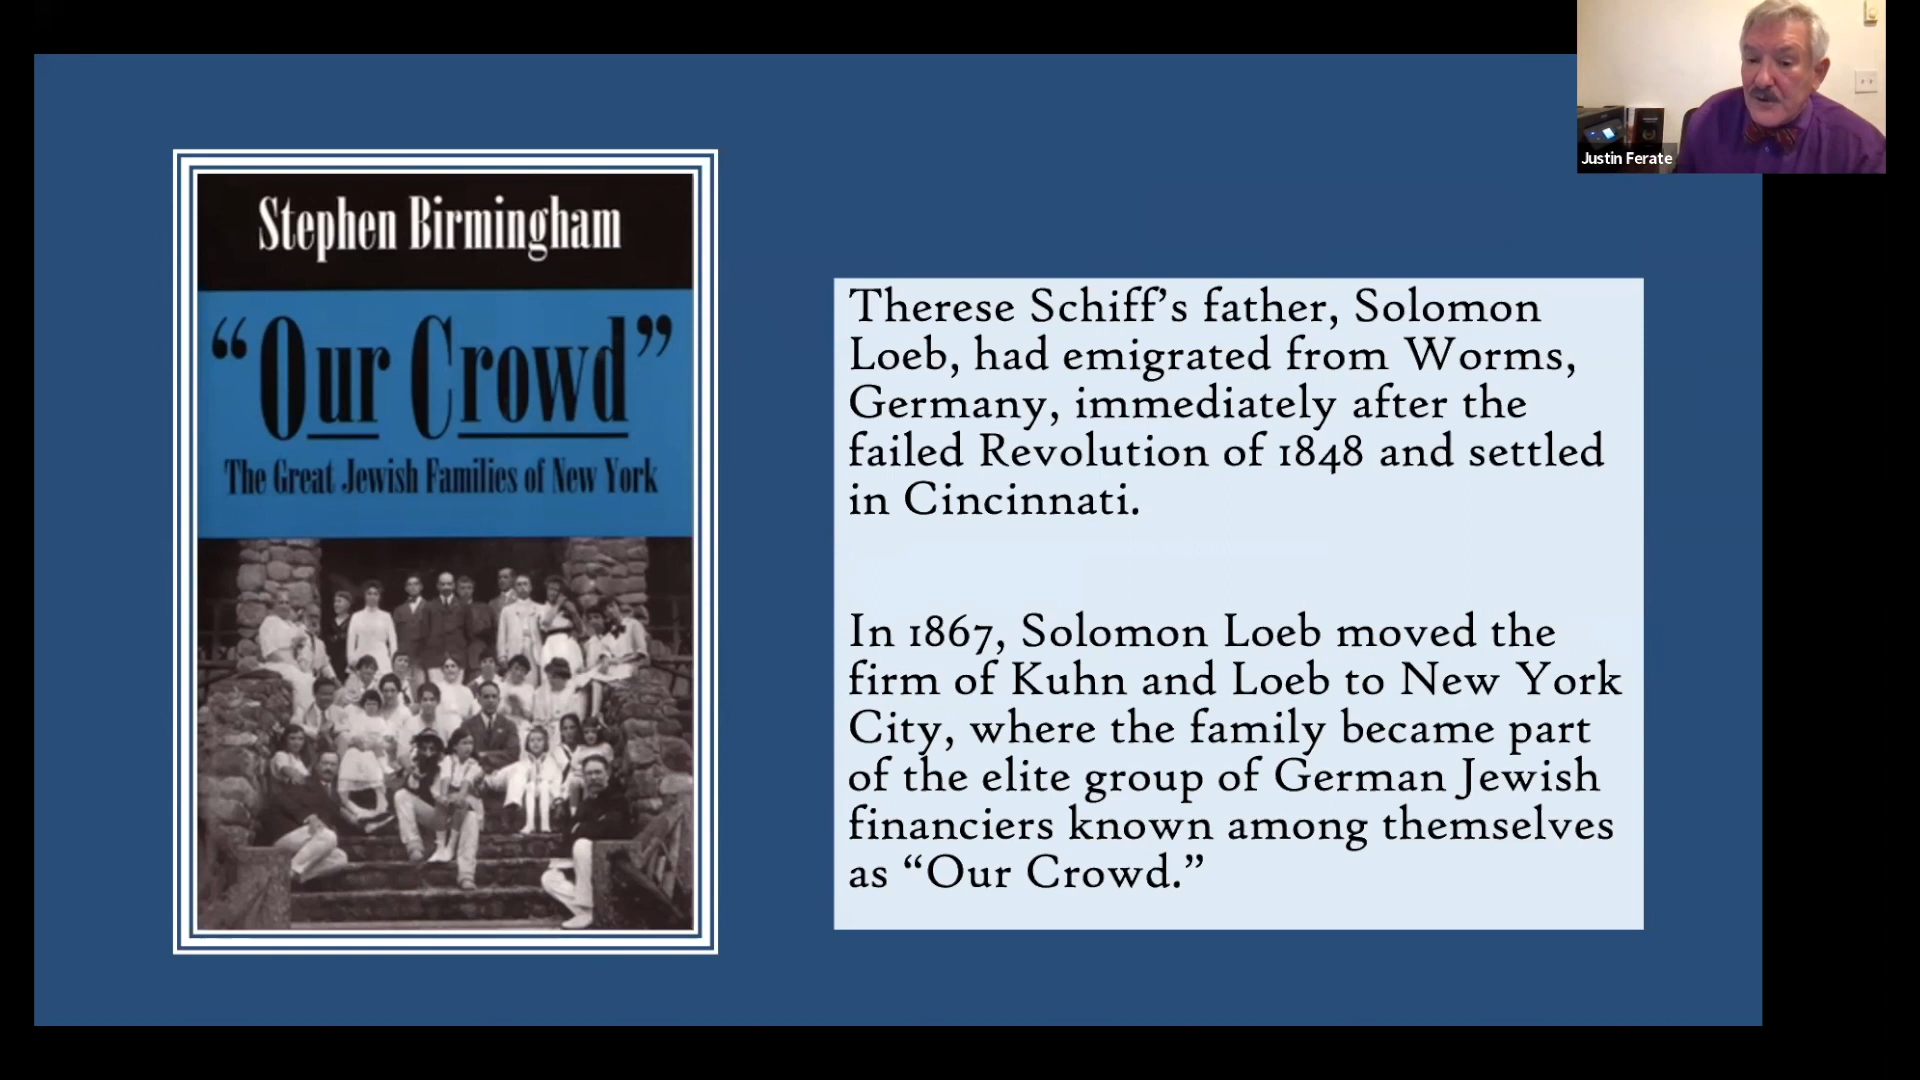 Stephen Birmingham
“Our Crowd”
The Great Jewish Families of New York
Therese Schiff’s father, Solomon
Loeb, had emigrated from Worms,
Germany, immediately after the
failed Revolution of 1848 and settled
in Cincinnati.
In 1867, Solomon Loeb moved the
firm of Kuhn and Loeb to New York
City, where the family became part
of the elite group of German Jewish
financiers known among themselves
as “Our Crowd.”
Justin Ferate